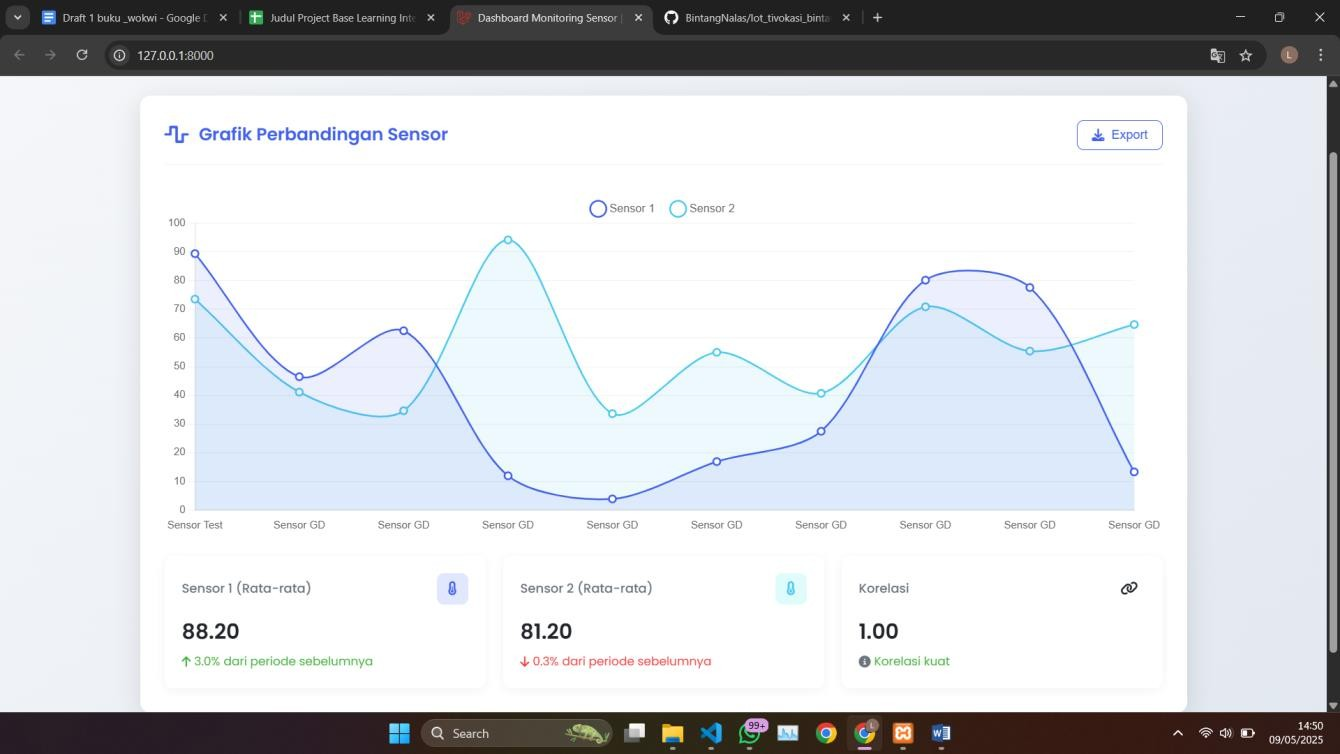 Draft 1 buku _wokwi - Google D
Judul Project Base Learning Inte
Dashboard Monitoring Sensor |
BintangNalas/Iot_tivokasi_binta
127.0.0.1:8000
L
Grafik Perbandingan Sensor
Export
Sensor 1
Sensor 2
100
90
80
70
60
50
40
30
20
10
0
Sensor Test
Sensor GD
Sensor GD
Sensor GD
Sensor GD
Sensor GD
Sensor GD
Sensor GD
Sensor GD
Sensor GD
Sensor 1 (Rata-rata)
88.20
3.0% dari periode sebelumnya
Sensor 2 (Rata-rata)
81.20
0.3% dari periode sebelumnya
Korelasi
1.00
Korelasi kuat
Search
99+
L
14:50
09/05/2025